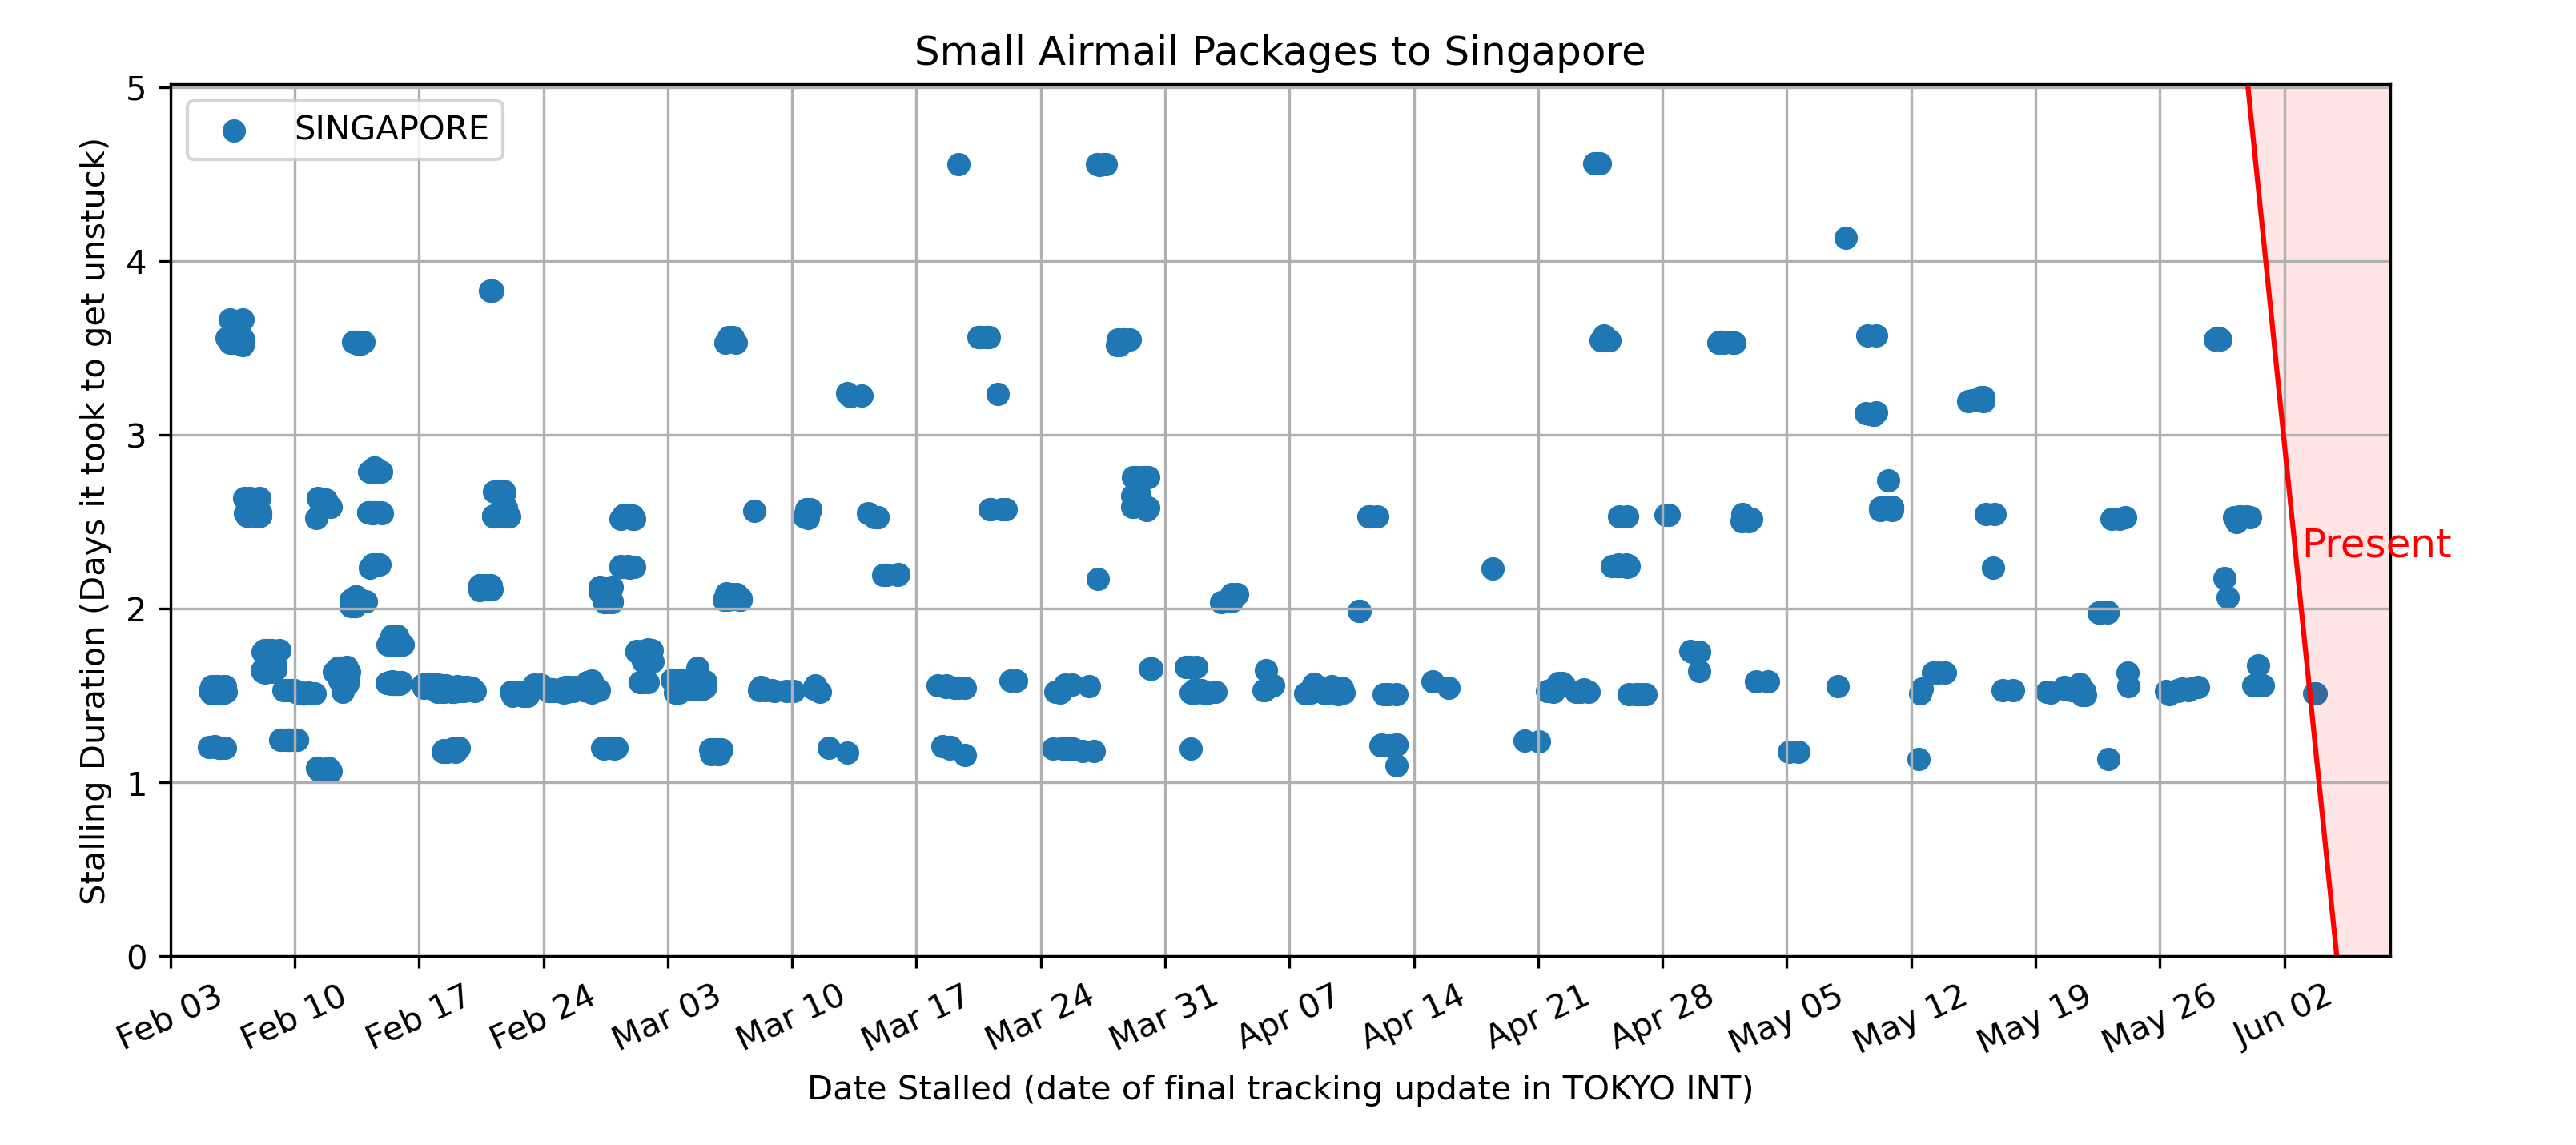 Small Airmail Packages to Singapore
SINGAPORE
5
4
3
2
1
0
Stalling Duration (Days it took to get unstuck)
Present
Feb 03
Feb 10
Feb 17
Feb 24
Mar 03
Mar 10
Mar 17
Mar 24
Mar 31
Apr 07
Apr 14
Apr 21
Apr 28
May 05
May 12
May 19
May 26
Jun 02
Date Stalled (date of final tracking update in TOKYO INT)